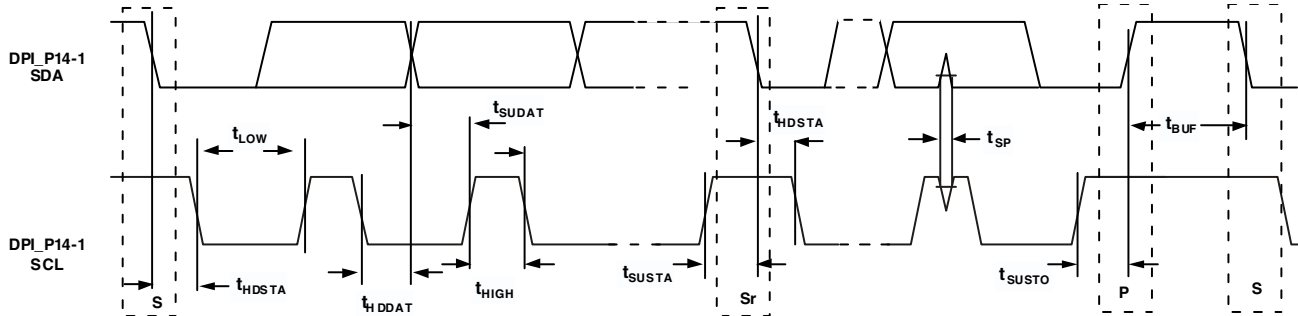 DPI_P14-1
SDA
tSUDAT
tLOW
tHDSTA
tSP
tBUF
DPI_P14-1
SCL
tHDSTA
tHDDAT
tHIGH
tSUSTA
tSUSTO
S
Sr
P
S